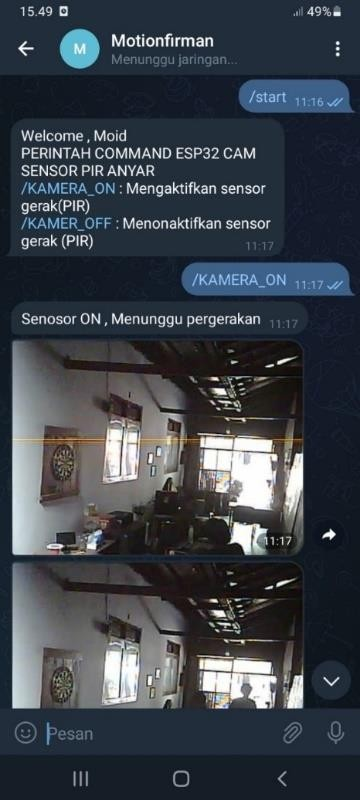 15.49 49%
M
Motionfirman
Menunggu jaringan...
/start 11:16
Welcome , Moid
PERINTAH COMMAND ESP32 CAM
SENSOR PIR ANYAR
/KAMERA_ON : Mengaktifkan sensor
gerak(PIR)
/KAMER_OFF : Menonaktifkan sensor
gerak (PIR)
11:17
/KAMERA_ON 11:17
Senosor ON , Menunggu pergerakan 11:17
11:17
Pesan